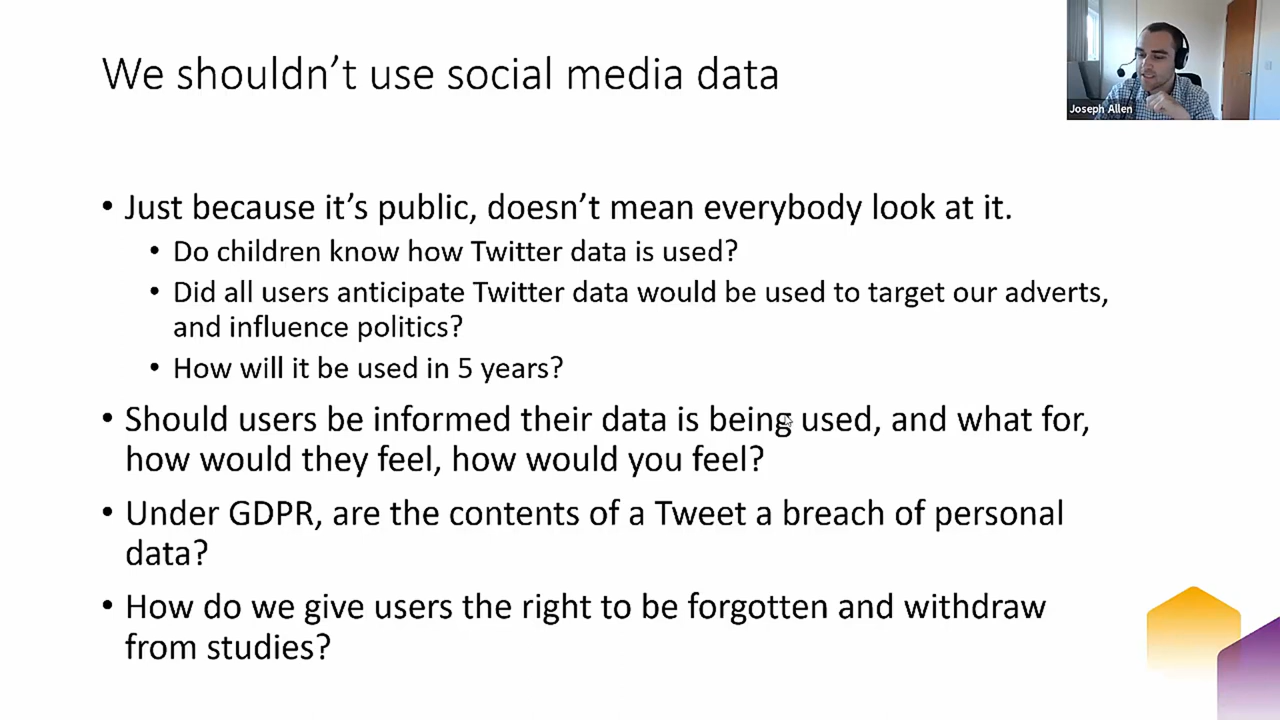 We shouldn’t use social media data
Joseph Allen
• Just because it’s public, doesn’t mean everybody look at it.
• Do children know how Twitter data is used?
• Did all users anticipate Twitter data would be used to target our adverts,
and influence politics?
• How will it be used in 5 years?
• Should users be informed their data is being used, and what for,
how would they feel, how would you feel?
• Under GDPR, are the contents of a Tweet a breach of personal
data?
• How do we give users the right to be forgotten and withdraw
from studies?